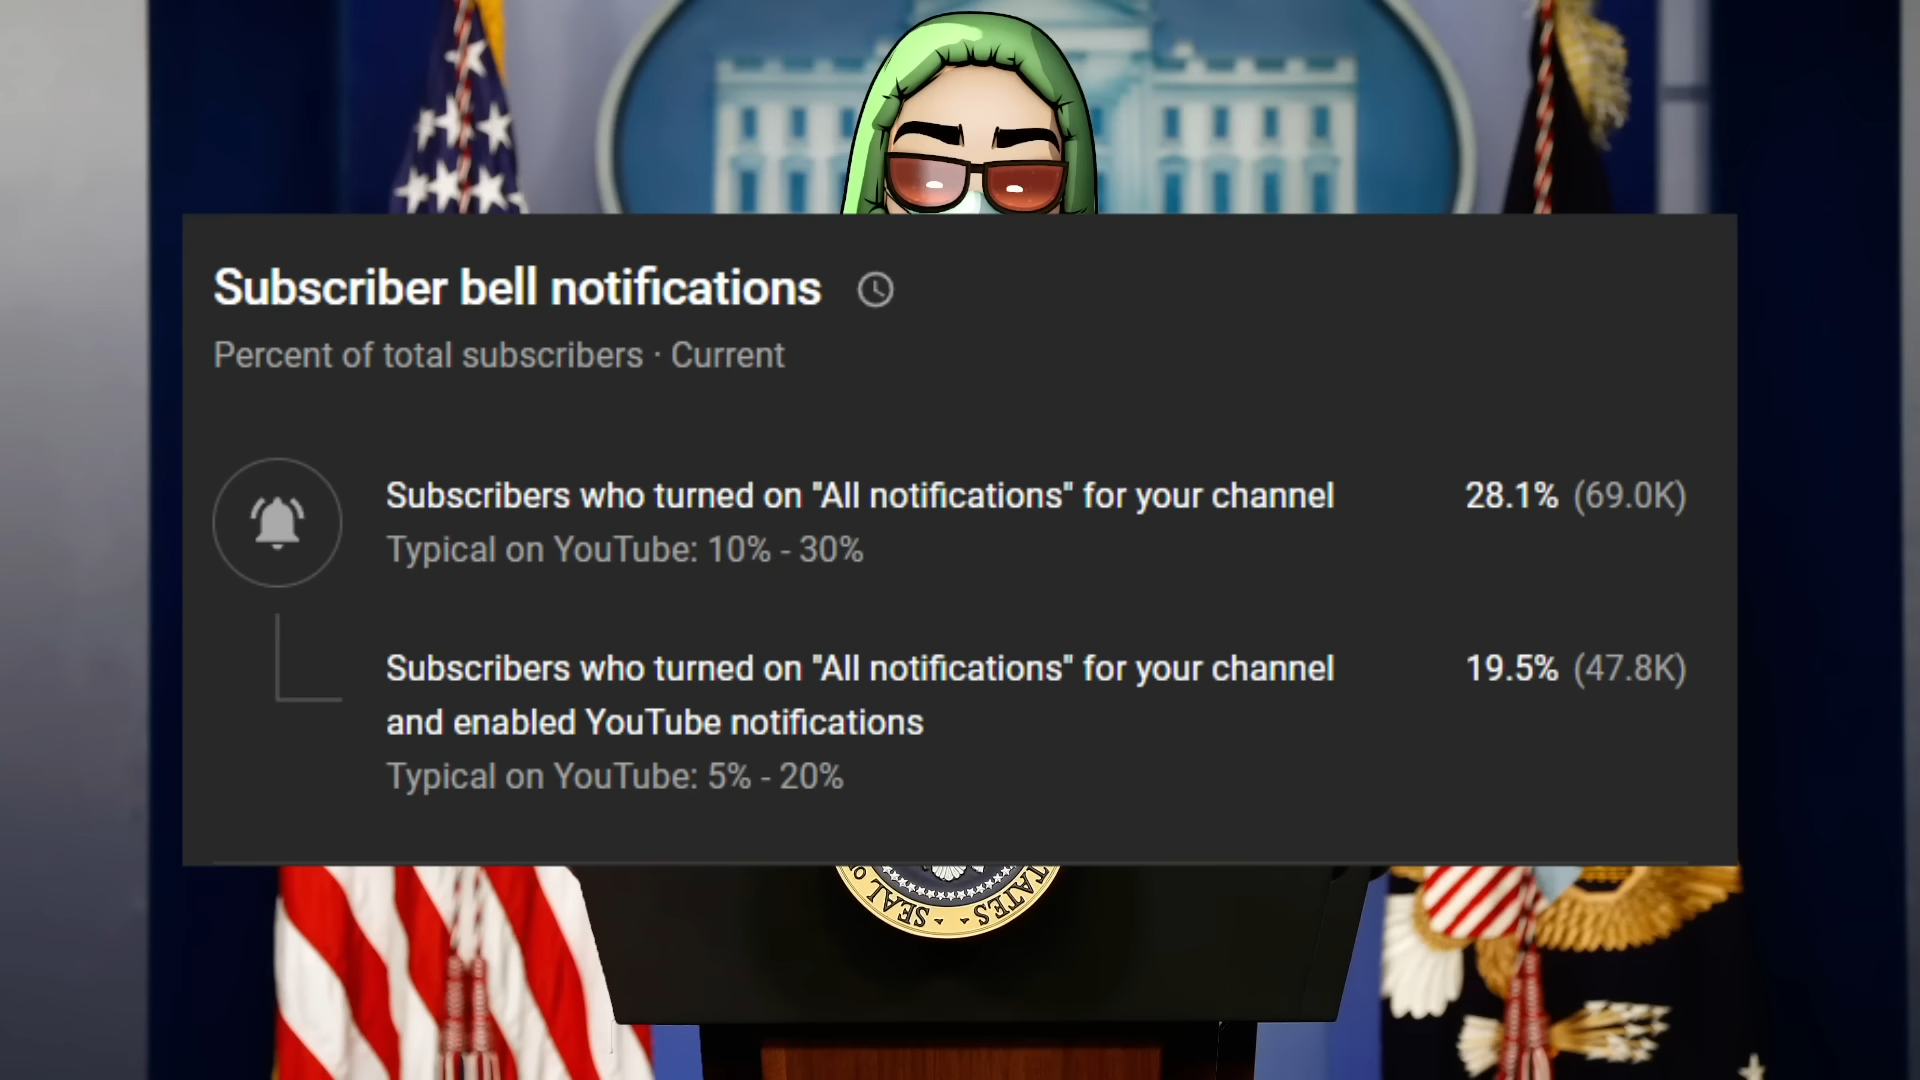 Subscriber bell notifications
Percent of total subscribers · Current
Subscribers who turned on "All notifications" for your channel 28.1% (69.0K)
Typical on YouTube: 10% - 30%
Subscribers who turned on "All notifications" for your channel 19.5% (47.8K)
and enabled YouTube notifications
Typical on YouTube: 5% - 20%
SEAL TATES